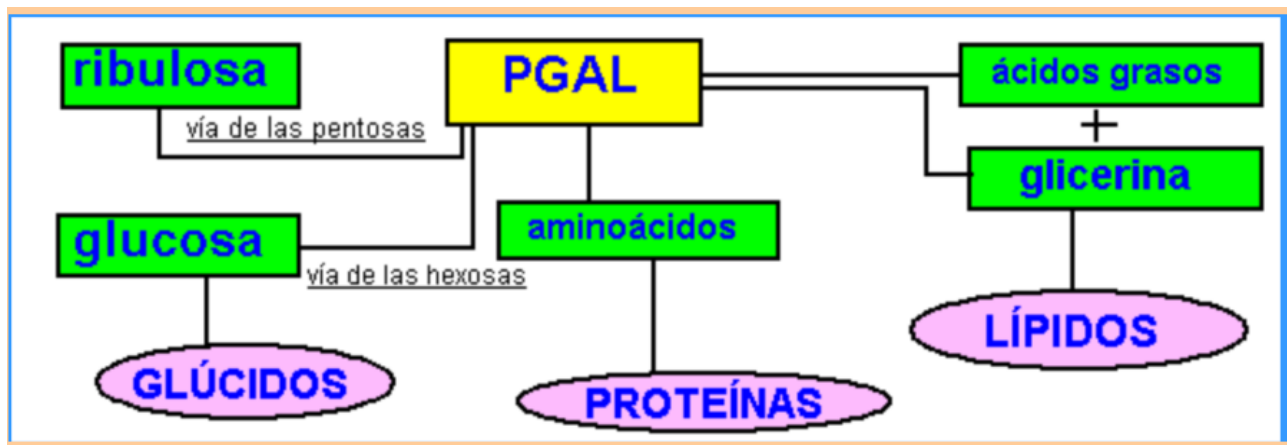 ribulosa
PGAL
ácidos grasos
+
vía de las pentosas
glicerina
glucosa
aminoácidos
vía de las hexosas
GLÚCIDOS
PROTEÍNAS
LÍPIDOS